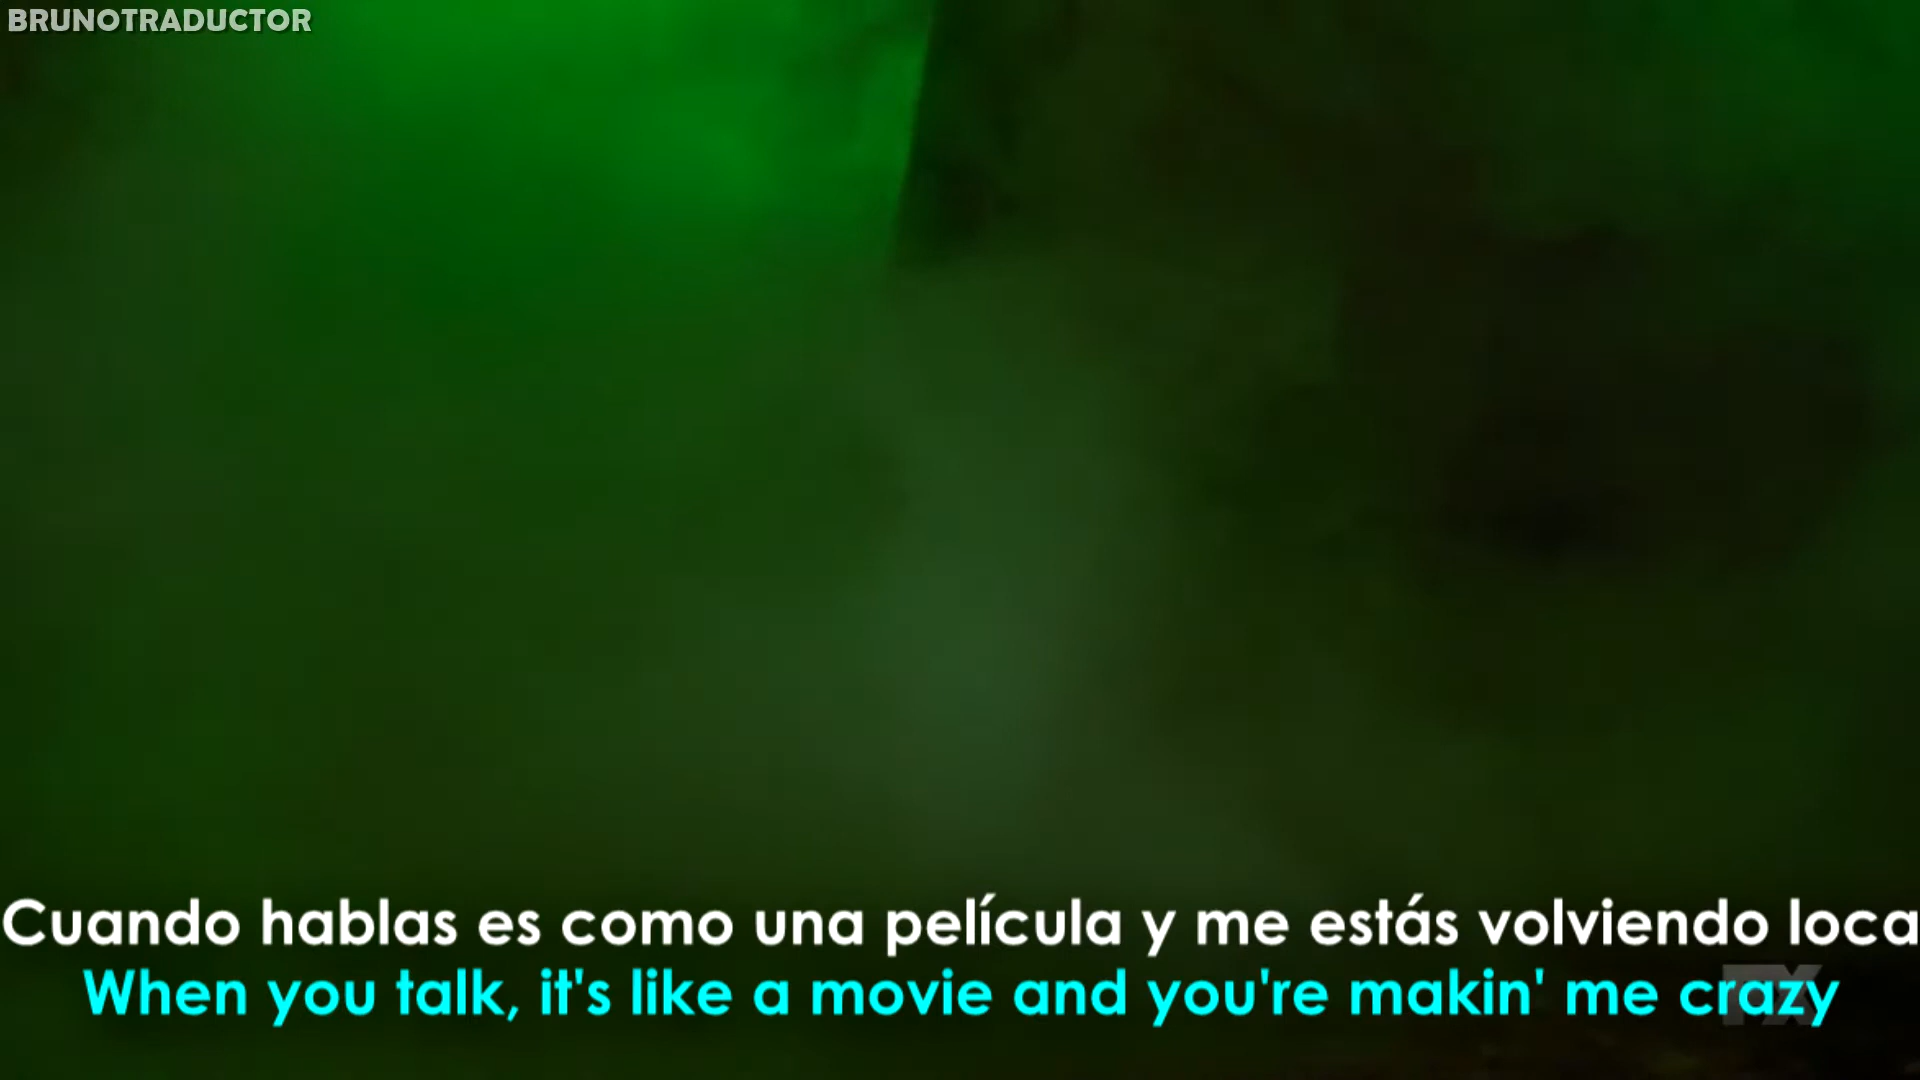 BRUNOTRADUCTOR
Cuando hablas es como una película y me estás volviendo loca
When you talk, it's like a movie and you're makin' me crazy
FX